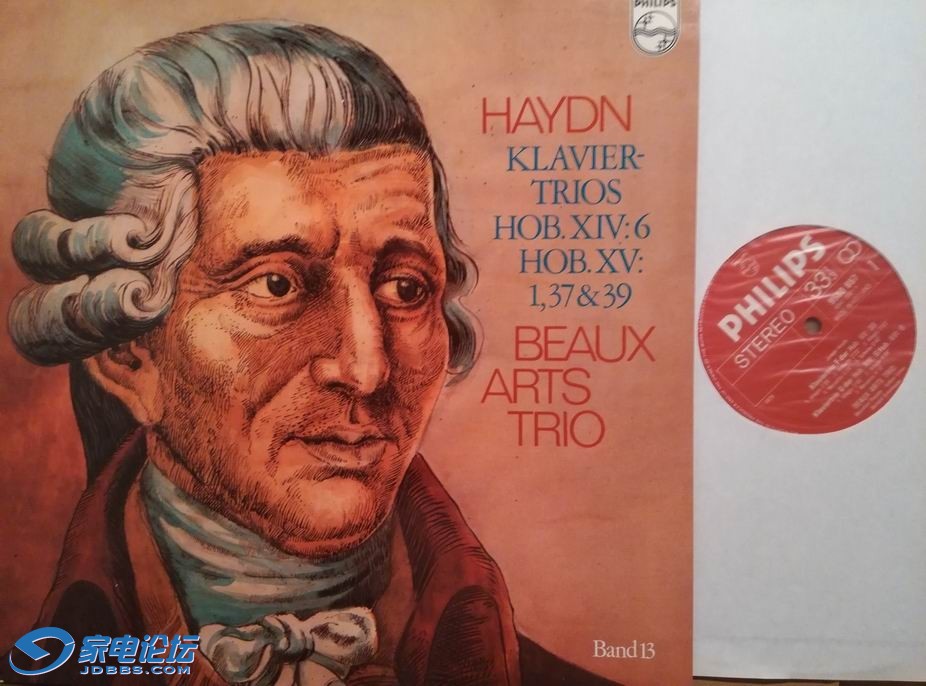 PHILIPS
HAYDN
KLAVIER-
TRIOS
HOB. XIV: 6
HOB. XV:
1,37 & 39
BEAUX
ARTS
TRIO
Band 13
PHILIPS
STEREO
33
家电论坛
JDBBS.COM